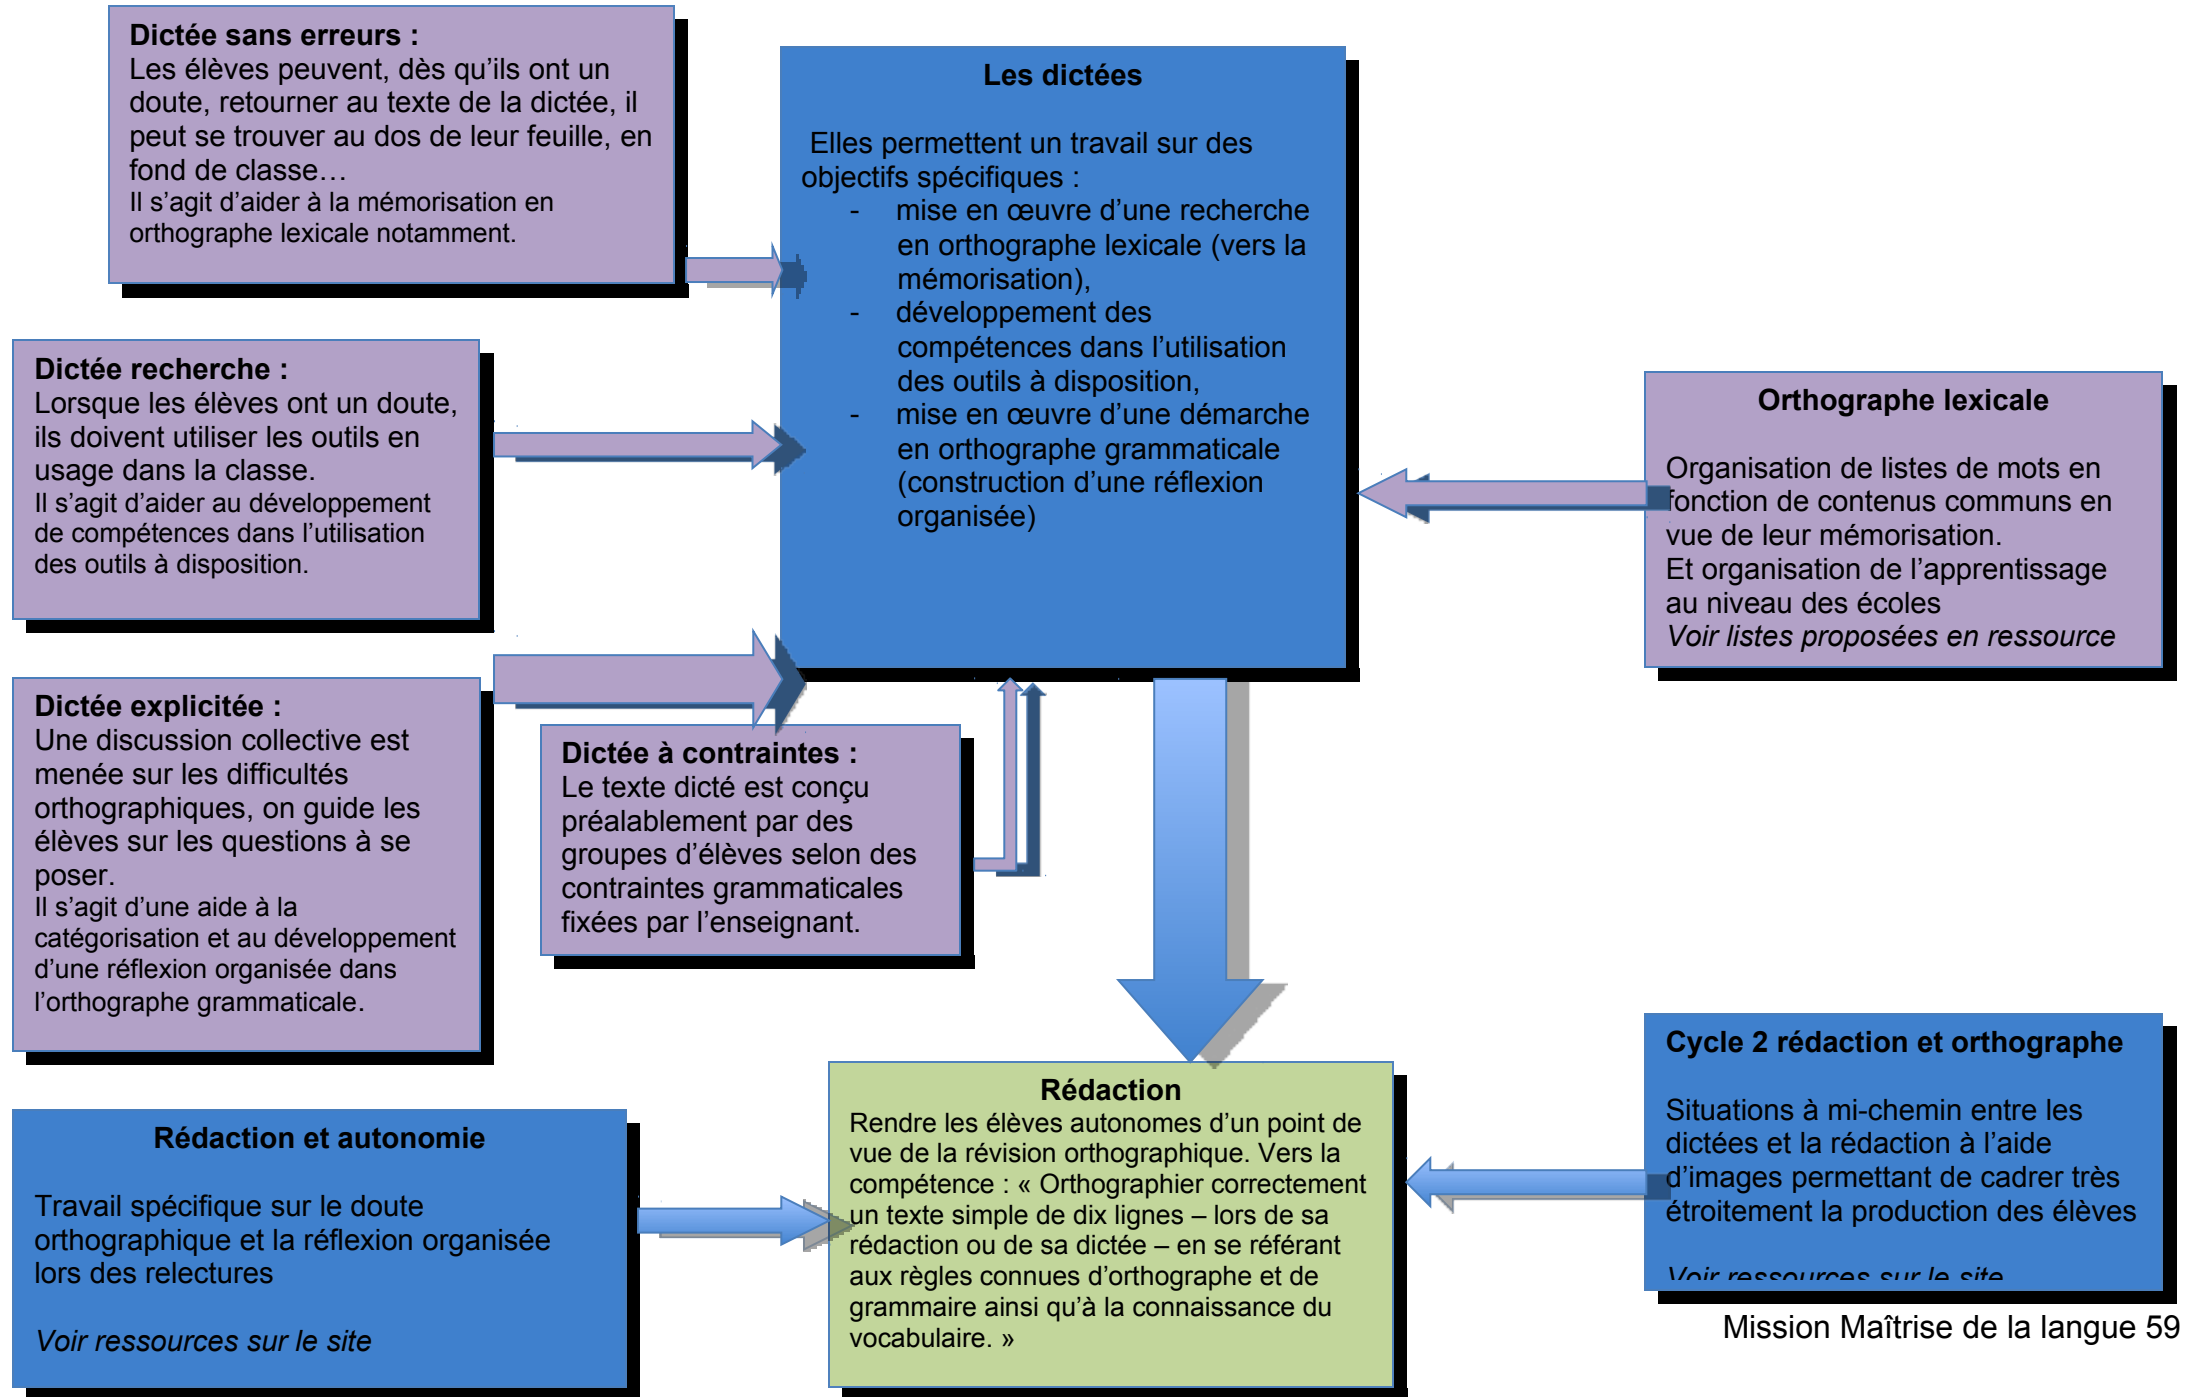 Dictée sans erreurs :
Les élèves peuvent, dès qu’ils ont un
doute, retourner au texte de la dictée, il
peut se trouver au dos de leur feuille, en
fond de classe…
Il s’agit d’aider à la mémorisation en
orthographe lexicale notamment.
Les dictées
Elles permettent un travail sur des
objectifs spécifiques :
- mise en œuvre d’une recherche
en orthographe lexicale (vers la
mémorisation),
- développement des
compétences dans l’utilisation
des outils à disposition,
- mise en œuvre d’une démarche
en orthographe grammaticale
(construction d’une réflexion
organisée)
Dictée recherche :
Lorsque les élèves ont un doute,
ils doivent utiliser les outils en
usage dans la classe.
Il s’agit d’aider au développement
de compétences dans l’utilisation
des outils à disposition.
Orthographe lexicale
Organisation de listes de mots en
fonction de contenus communs en
vue de leur mémorisation.
Et organisation de l’apprentissage
au niveau des écoles
Voir listes proposées en ressource
Dictée explicitée :
Une discussion collective est
menée sur les difficultés
orthographiques, on guide les
élèves sur les questions à se
poser.
Il s’agit d’une aide à la
catégorisation et au développement
d’une réflexion organisée dans
l’orthographe grammaticale.
Dictée à contraintes :
Le texte dicté est conçu
préalablement par des
groupes d’élèves selon des
contraintes grammaticales
fixées par l’enseignant.
Rédaction et autonomie
Travail spécifique sur le doute
orthographique et la réflexion organisée
lors des relectures
Voir ressources sur le site
Rédaction
Rendre les élèves autonomes d’un point de
vue de la révision orthographique. Vers la
compétence : « Orthographier correctement
un texte simple de dix lignes – lors de sa
rédaction ou de sa dictée – en se référant
aux règles connues d’orthographe et de
grammaire ainsi qu’à la connaissance du
vocabulaire. »
Cycle 2 rédaction et orthographe
Situations à mi-chemin entre les
dictées et la rédaction à l’aide
d’images permettant de cadrer très
étroitement la production des élèves
Voir ressources sur le site
Mission Maîtrise de la langue 59